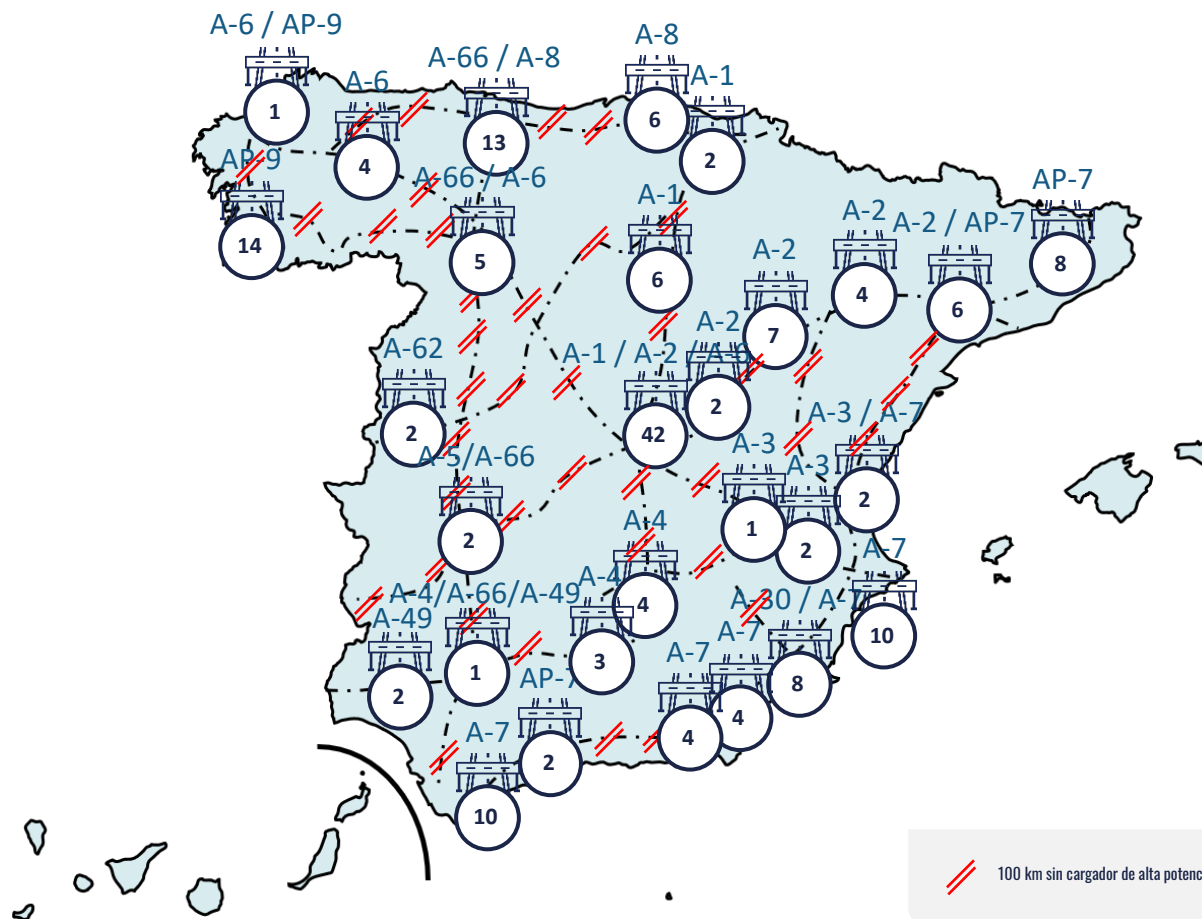 A-6 / AP-9
1
A-6
4
A-66 / A-8
13
A-8
6
A-1
2
AP-9
14
A-66 / A-6
5
A-1
6
A-2
7
A-2
4
A-2 / AP-7
6
AP-7
8
A-62
2
A-1 / A-2 / A-6
42
A-2
2
A-5/A-66
2
A-3
1
A-3
2
A-3 / A-7
2
A-4
4
A-4
3
A-7
10
A-4/A-66/A-49
1
A-49
2
A-30 / A-7
8
A-7
4
A-7
4
AP-7
2
A-7
10
100 km sin cargador de alta potenc